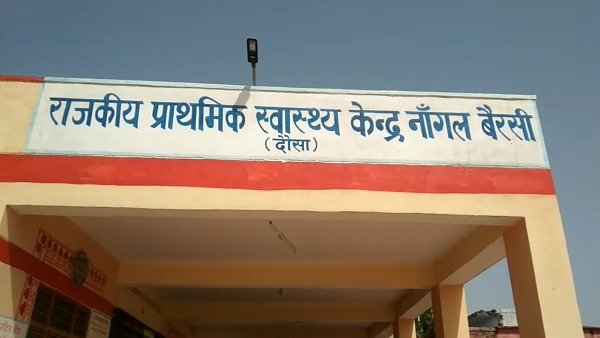 राजकीय प्राथमिक स्वास्थ्य केन्द्र, नाँगल बैरसी
(दौसा)